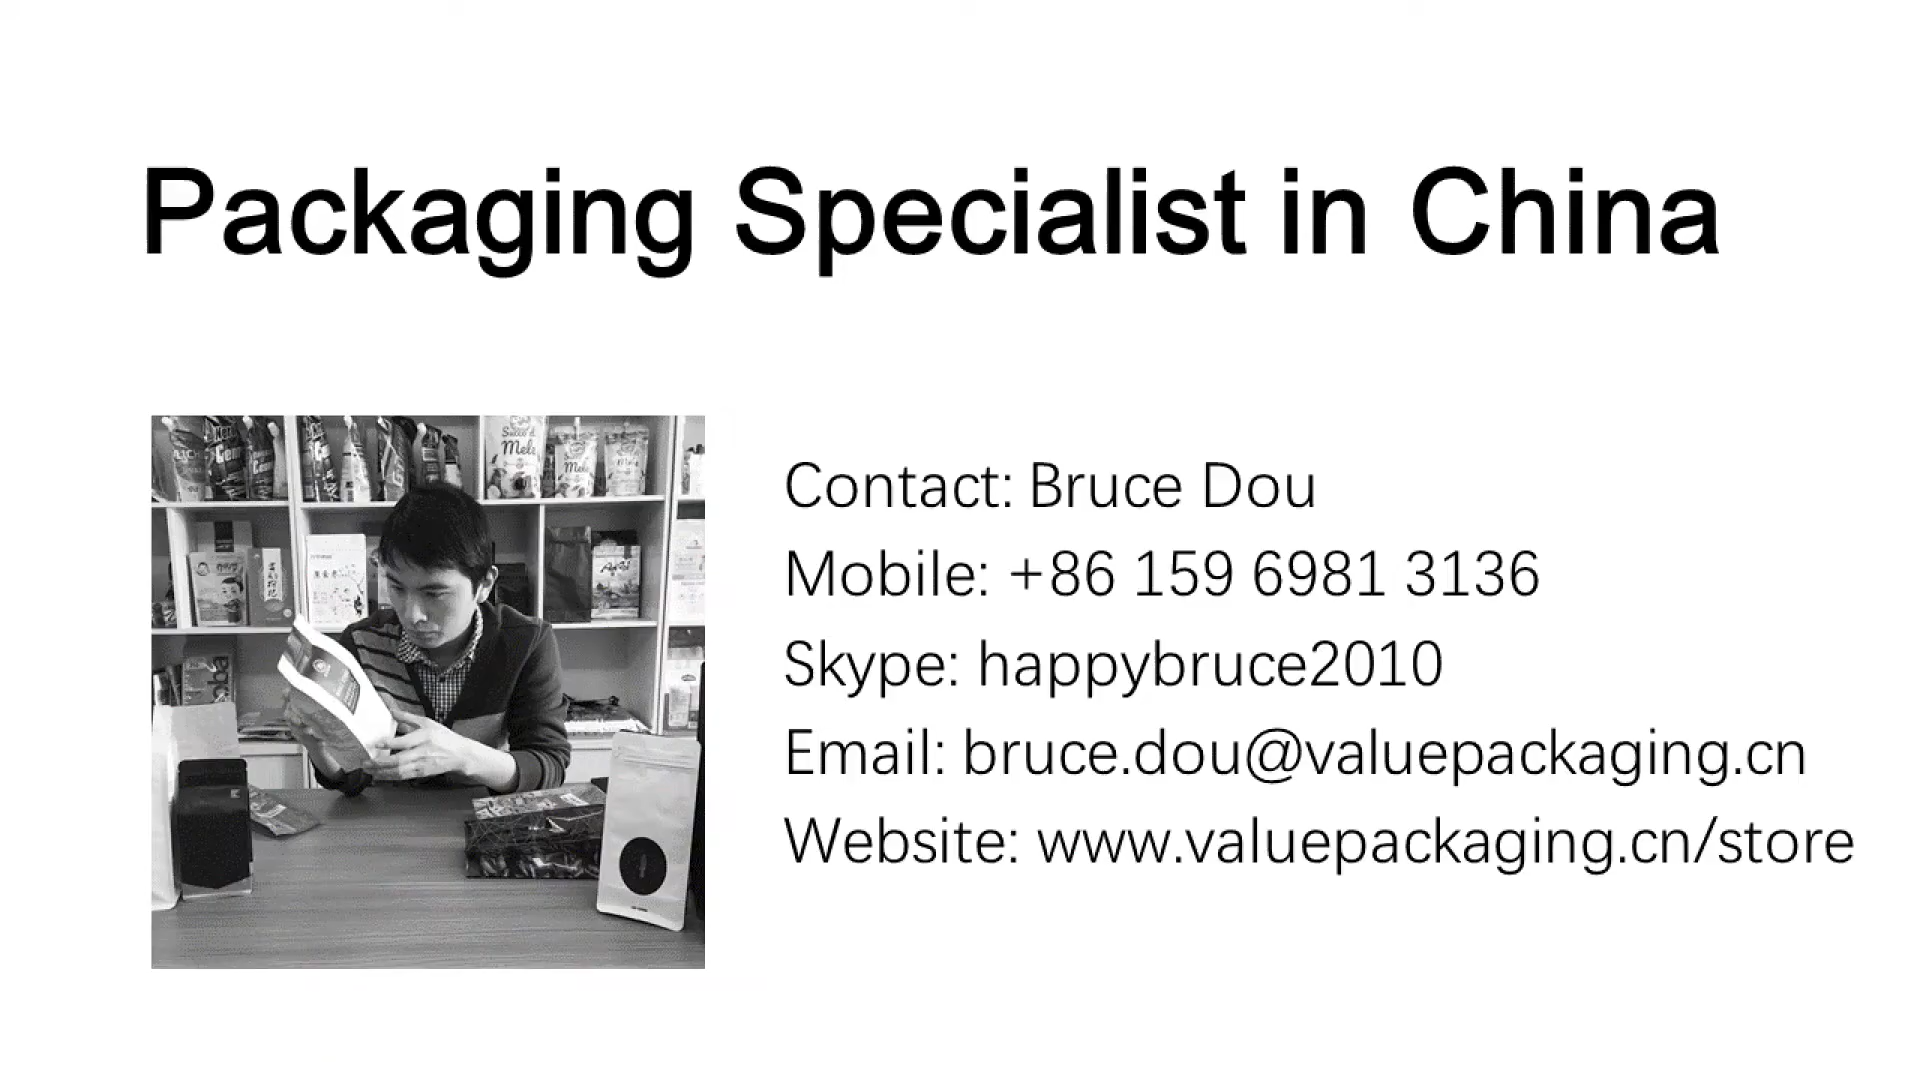 Packaging Specialist in China
Contact: Bruce Dou
Mobile: +86 159 6981 3136
Skype: happybruce2010
Email: bruce.dou@valuepackaging.cn
Website: www.valuepackaging.cn/store